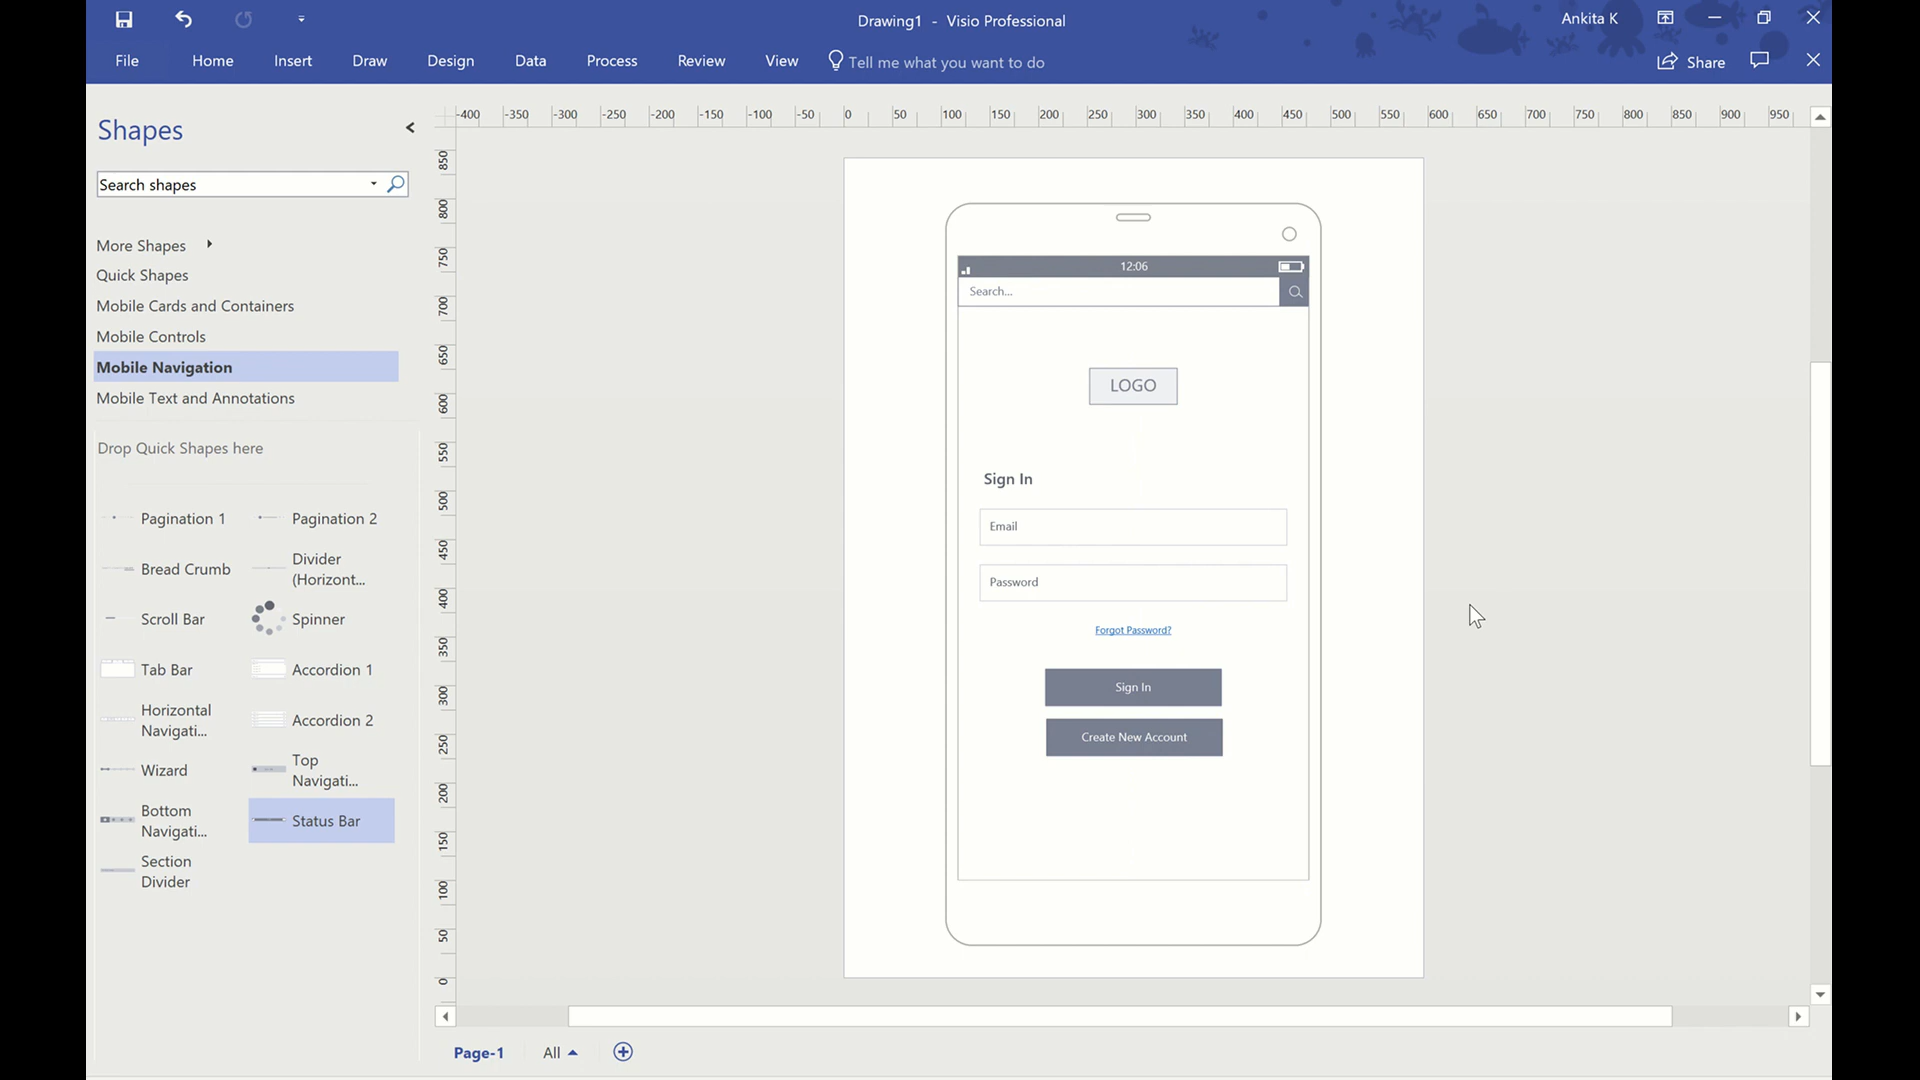 Drawing1 - Visio Professional
Ankita K
File Home Insert Draw Design Data Process Review View Tell me what you want to do Share
Shapes
Search shapes
More Shapes
Quick Shapes
Mobile Cards and Containers
Mobile Controls
Mobile Navigation
Mobile Text and Annotations
Drop Quick Shapes here
Pagination 1
Pagination 2
Bread Crumb
Divider
(Horizont...
Scroll Bar
Spinner
Tab Bar
Accordion 1
Horizontal
Navigati...
Accordion 2
Wizard
Top
Navigati...
Bottom
Navigati...
Status Bar
Section
Divider
-400 -350 -300 -250 -200 -150 -100 -50 0 50 100 150 200 250 300 350 400 450 500 550 600 650 700 750 800 850 900 950
850
800
750
700
650
600
550
500
450
400
350
300
250
200
150
100
50
0
12:06
Search...
LOGO
Sign In
Email
Password
Forgot Password?
Sign In
Create New Account
Page-1 All